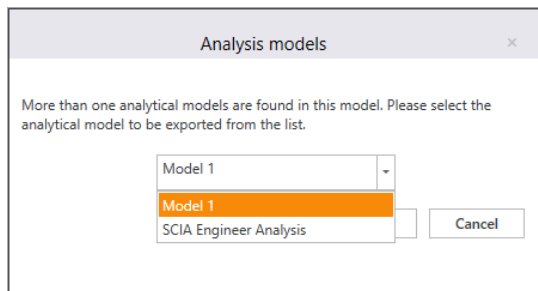 Analysis models
×
More than one analytical models are found in this model. Please select the
analytical model to be exported from the list.
Model 1
Model 1
SCIA Engineer Analysis
Cancel